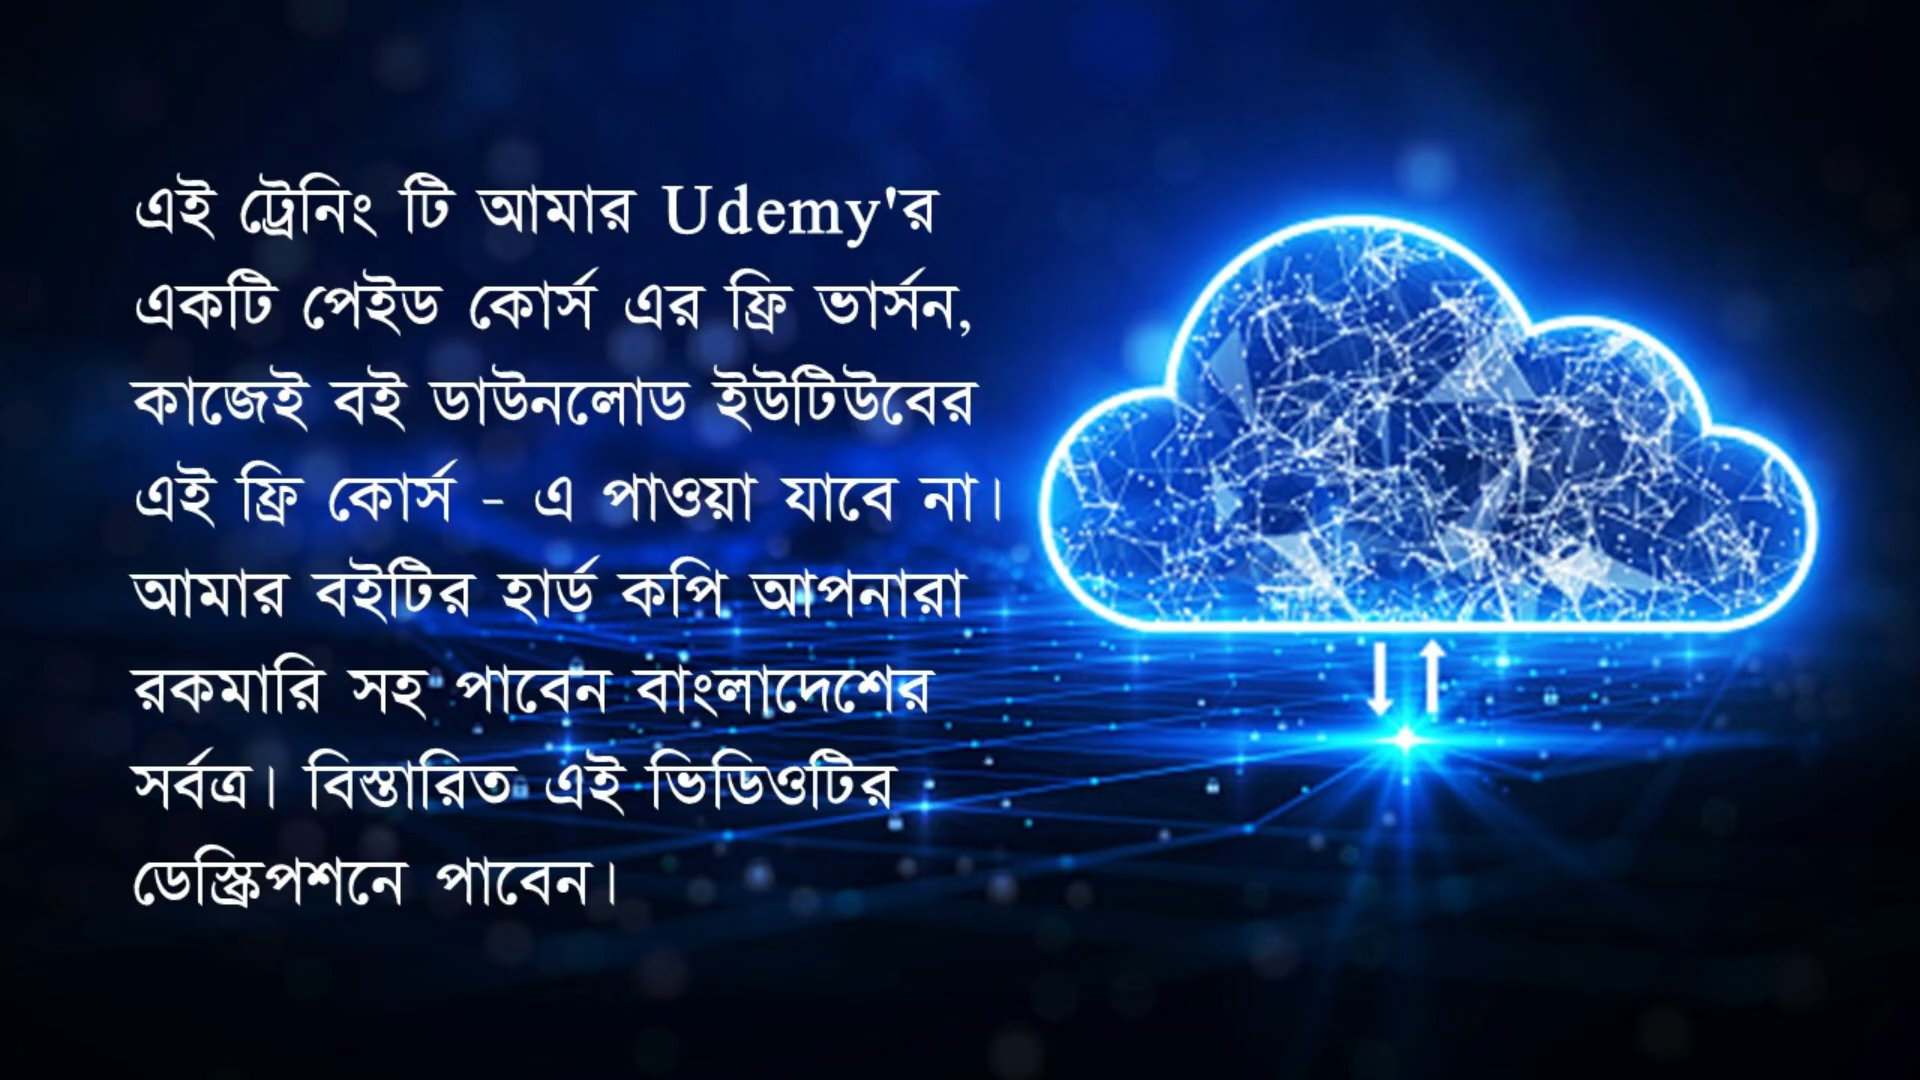 এই ট্রেনিং টি আমার Udemy'র
একটি পেইড কোর্স এর ফ্রি ভার্সন,
কাজেই বই ডাউনলোড ইউটিউবের
এই ফ্রি কোর্স - এ পাওয়া যাবে না।
আমার বইটির হার্ড কপি আপনারা
রকমারি সহ পাবেন বাংলাদেশের
সর্বত্র। বিস্তারিত এই ভিডিওটির
ডেস্ক্রিপশনে পাবেন।